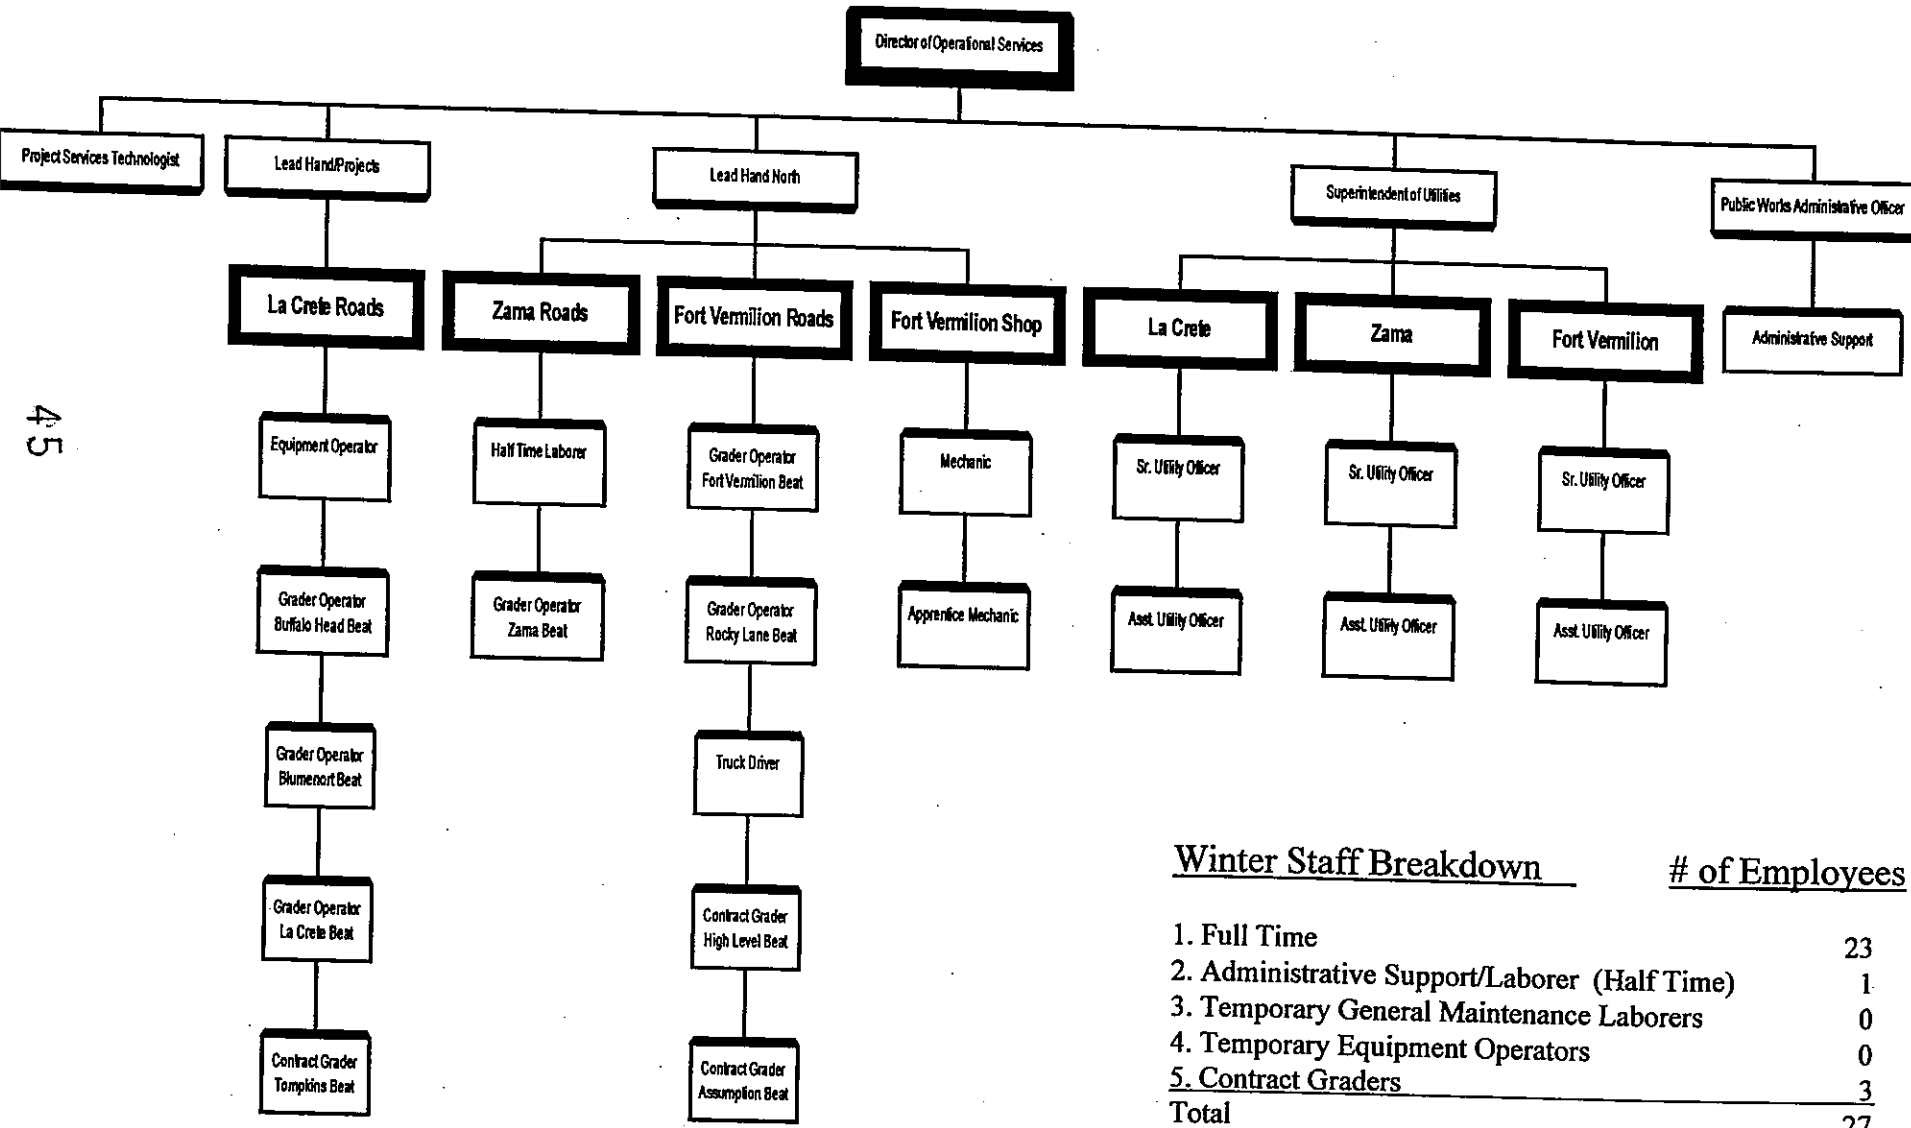 Director of Operational Services
Project Services Technologist
Lead Hand/Projects
Lead Hand North
Superintendent of Utilities
Public Works Administrative Officer
La Crete Roads
Zama Roads
Fort Vermilion Roads
Fort Vermilion Shop
La Crete
Zama
Fort Vermilion
Administrative Support
Equipment Operator
Half Time Laborer
Grader Operator
Fort Vermilion Beat
Mechanic
Sr. Utility Officer
Sr. Utility Officer
Sr. Utility Officer
Grader Operator
Buffalo Head Beat
Grader Operator
Zama Beat
Grader Operator
Rocky Lane Beat
Apprentice Mechanic
Asst. Utility Officer
Asst. Utility Officer
Asst. Utility Officer
Grader Operator
Blumenort Beat
Truck Driver
Grader Operator
La Crete Beat
Contract Grader
High Level Beat
Contract Grader
Tompkins Beat
Contract Grader
Assumption Beat
45
Winter Staff Breakdown # of Employees
1. Full Time 23
2. Administrative Support/Laborer (Half Time) 1
3. Temporary General Maintenance Laborers 0
4. Temporary Equipment Operators 0
5. Contract Graders 3
Total 27